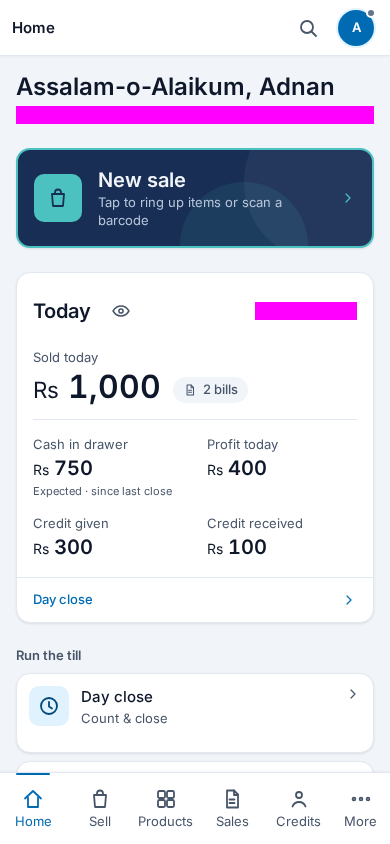 Home
A
Assalam-o-Alaikum, Adnan
New sale
Tap to ring up items or scan a
barcode
Today
Sold today
Rs 1,000
2 bills
Cash in drawer
Profit today
Rs 750
Rs 400
Expected · since last close
Credit given
Credit received
Rs 300
Rs 100
Day close
Run the till
Day close
Count & close
Home
Sell
Products
Sales
Credits
More